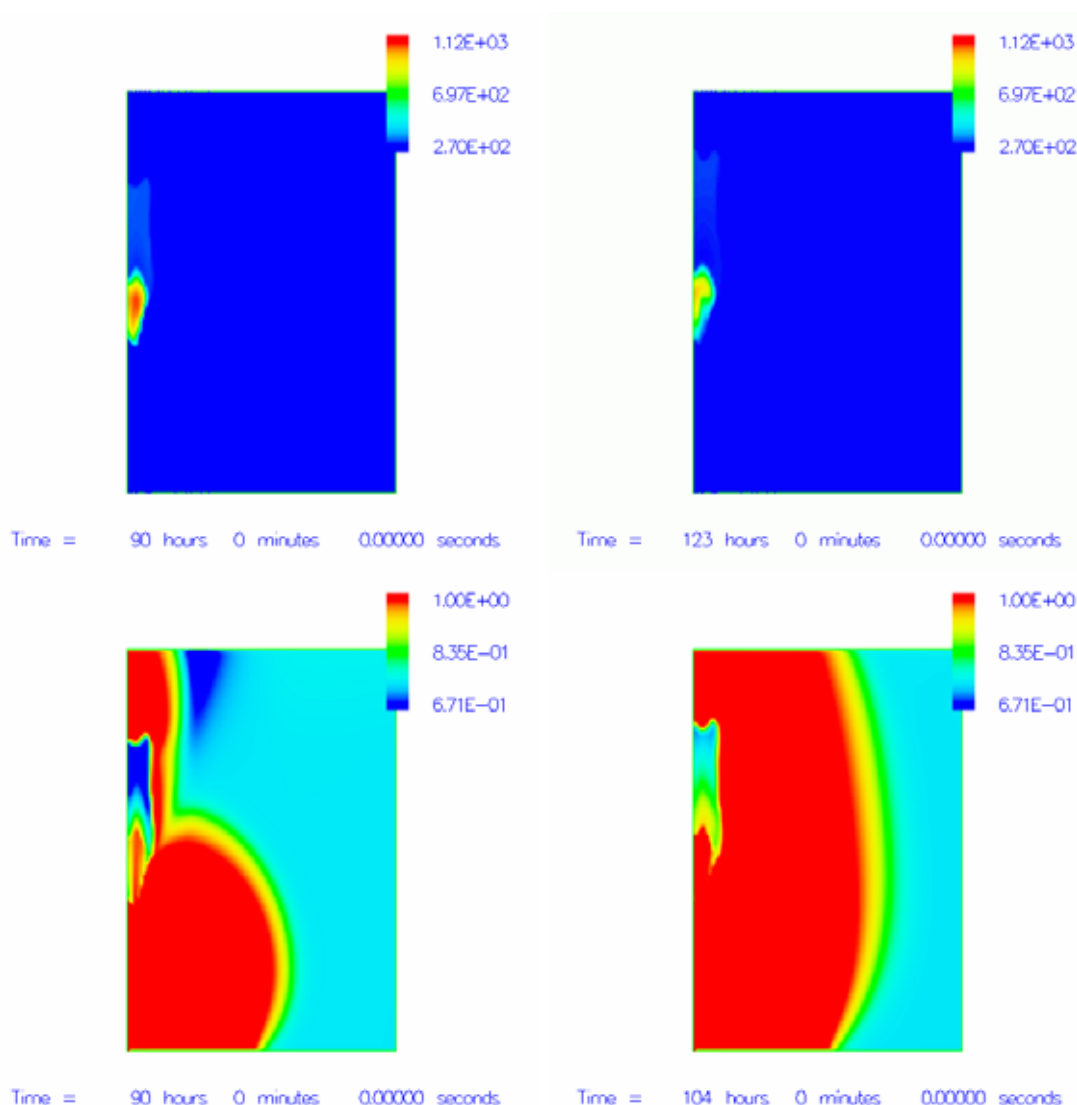 1.12E+03 1.12E+03
6.97E+02 6.97E+02
2.70E+02 2.70E+02
Time = 90 hours 0 minutes 0.00000 seconds Time = 123 hours 0 minutes 0.00000 seconds
1.00E+00 1.00E+00
8.35E-01 8.35E-01
6.71E-01 6.71E-01
Time = 90 hours 0 minutes 0.00000 seconds Time = 104 hours 0 minutes 0.00000 seconds